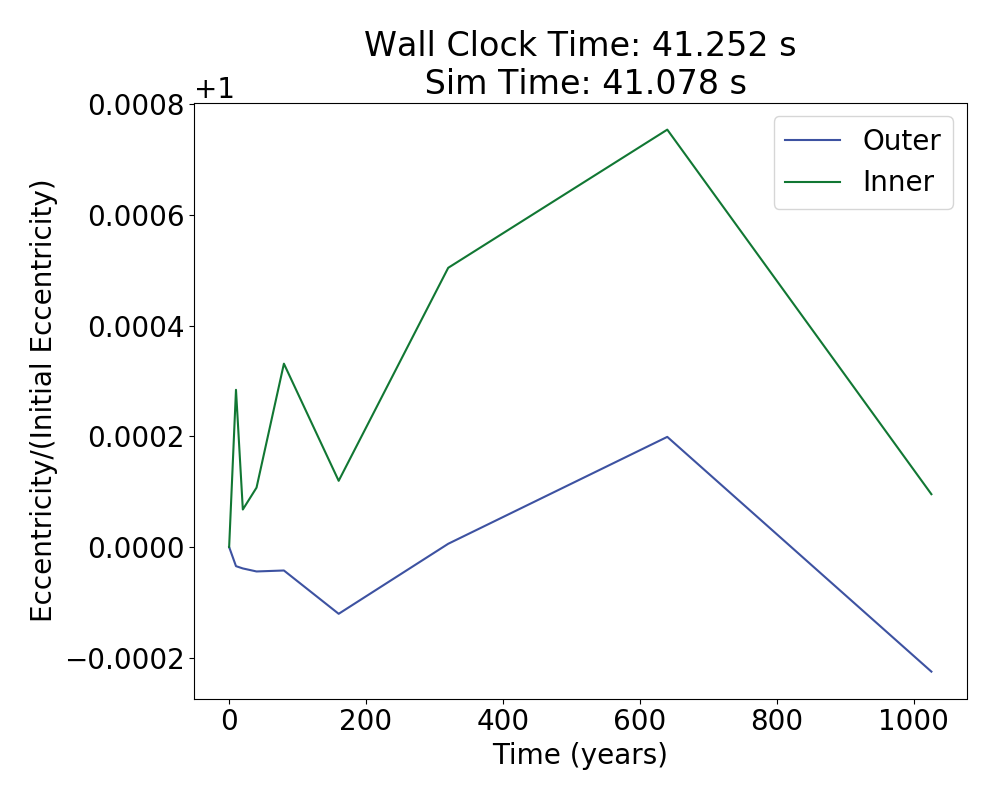 Wall Clock Time: 41.252 s
Sim Time: 41.078 s
+1
0.0008
0.0006
0.0004
0.0002
0.0000
−0.0002
Eccentricity/(Initial Eccentricity)
Outer
Inner
0 200 400 600 800 1000
Time (years)